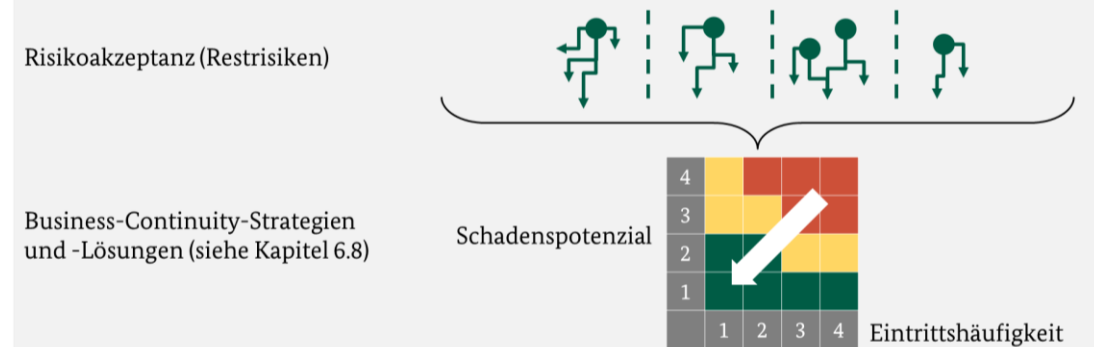 Risikoakzeptanz (Restrisiken)
Business-Continuity-Strategien
und -Lösungen (siehe Kapitel 6.8)
Schadenspotenzial
4
3
2
1
1 2 3 4
Eintrittshäufigkeit